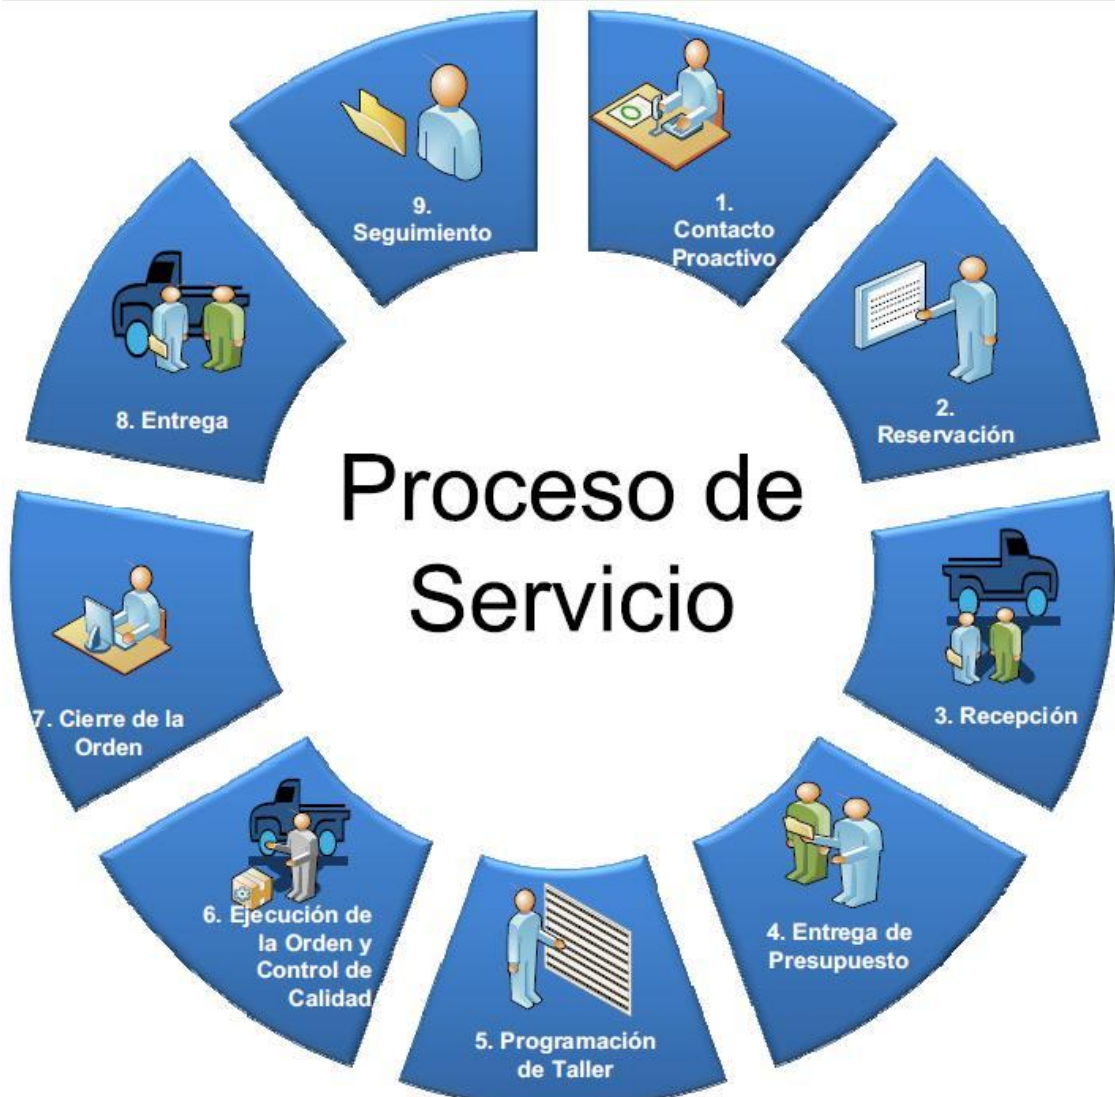 Proceso de
Servicio
1.
Contacto
Proactivo
2.
Reservación
3. Recepción
4. Entrega de
Presupuesto
5. Programación
de Taller
6. Ejecución de
la Orden y
Control de
Calidad
7. Cierre de la
Orden
8. Entrega
9.
Seguimiento